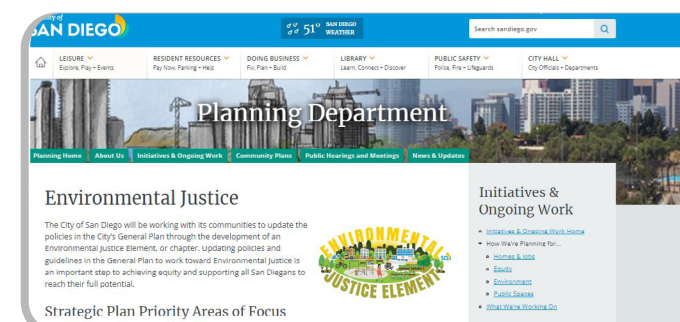 City of
SAN DIEGO
51° SAN DIEGO WEATHER
Search sandiego.gov
LEISURE
Explore, Play + Events
RESIDENT RESOURCES
Pay Now, Parking + Help
DOING BUSINESS
Fix, Plan + Build
LIBRARY
Learn, Connect + Discover
PUBLIC SAFETY
Police, Fire + Lifeguards
CITY HALL
City Officials + Departments
Planning Department
Planning Home
About Us
Initiatives & Ongoing Work
Community Plans
Public Hearings and Meetings
News & Updates
Environmental Justice
The City of San Diego will be working with its communities to update the
policies in the City's General Plan through the development of an
Environmental Justice Element, or chapter. Updating policies and
guidelines in the General Plan to work toward Environmental Justice is
an important step to achieving equity and supporting all San Diegans to
reach their full potential.
ENVIRONMENTAL
JUSTICE ELEMENT
Strategic Plan Priority Areas of Focus
Initiatives &
Ongoing Work
Initiatives & Ongoing Work Home
How We're Planning for...
Homes & Jobs
Equity
Environment
Public Spaces
What We're Working On